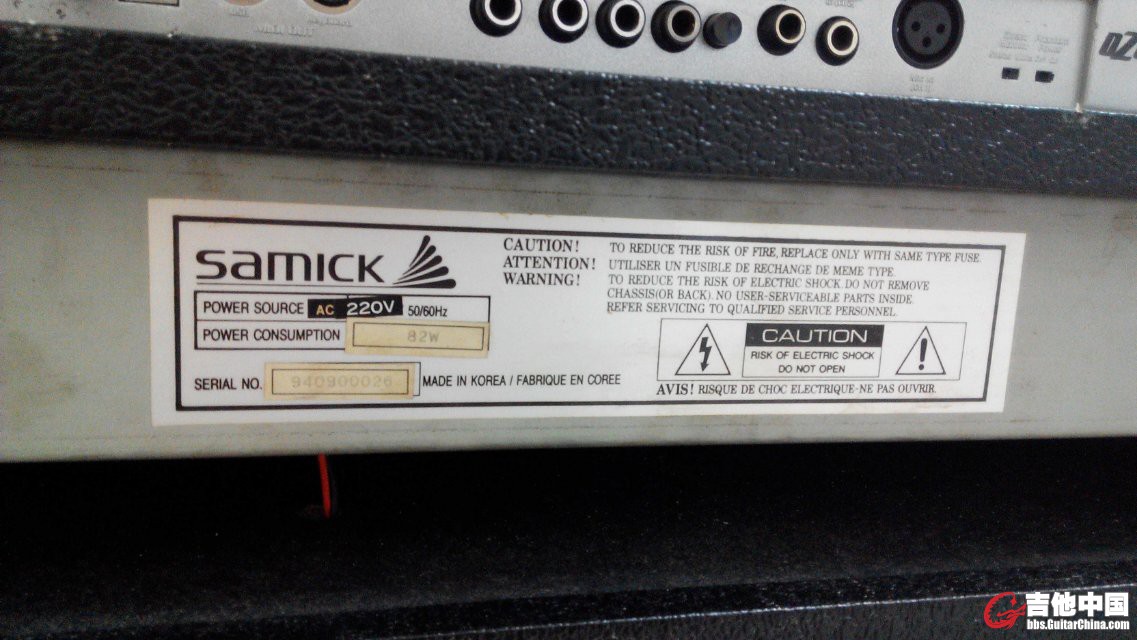 SAMICK
POWER SOURCE AC 220V 50/60Hz
POWER CONSUMPTION 82W
SERIAL NO. 940900026 MADE IN KOREA / FABRIQUE EN COREE
CAUTION! TO REDUCE THE RISK OF FIRE, REPLACE ONLY WITH SAME TYPE FUSE.
ATTENTION! UTILISER UN FUSIBLE DE RECHANGE DE MEME TYPE.
WARNING! TO REDUCE THE RISK OF ELECTRIC SHOCK. DO NOT REMOVE
CHASSIS(OR BACK). NO USER-SERVICEABLE PARTS INSIDE.
REFER SERVICING TO QUALIFIED SERVICE PERSONNEL.
CAUTION
RISK OF ELECTRIC SHOCK
DO NOT OPEN
AVIS! RISQUE DE CHOC ELECTRIQUE-NE PAS OUVRIR.
吉他中国
bbs.GuitarChina.com